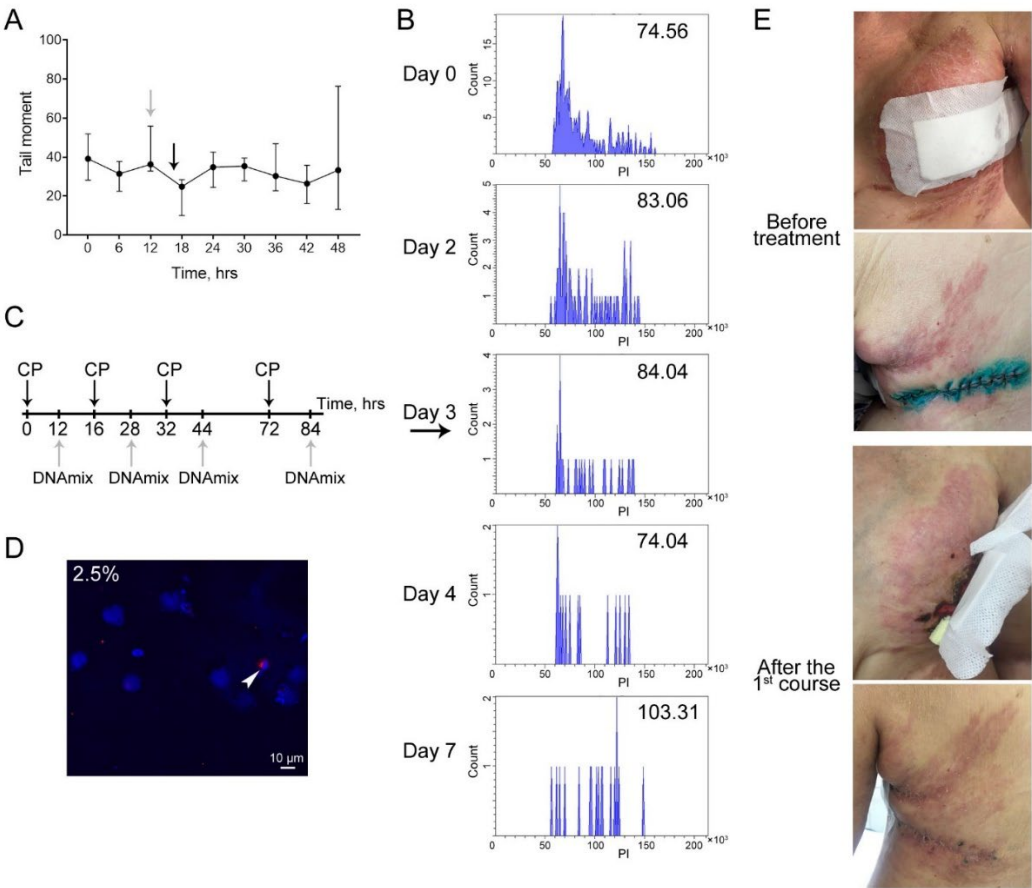 A
100
80
60
40
20
0
Tail moment
0 6 12 18 24 30 36 42 48
Time, hrs
B
Day 0
74.56
Count
15
10
5
0 50 100 150 200 ×10³
PI
Day 2
83.06
Count
5
4
3
2
1
0 50 100 150 200 ×10³
PI
Day 3
84.04
Count
4
3
2
1
0 50 100 150 200 ×10³
PI
Day 4
74.04
Count
2
1
0 50 100 150 200 ×10³
PI
Day 7
103.31
Count
2
1
0 50 100 150 200 ×10³
PI
C
CP CP CP CP
Time, hrs
0 12 16 28 32 44 72 84
DNAmix DNAmix DNAmix DNAmix
D
2.5%
10 µm
E
Before
treatment
After the
1st course